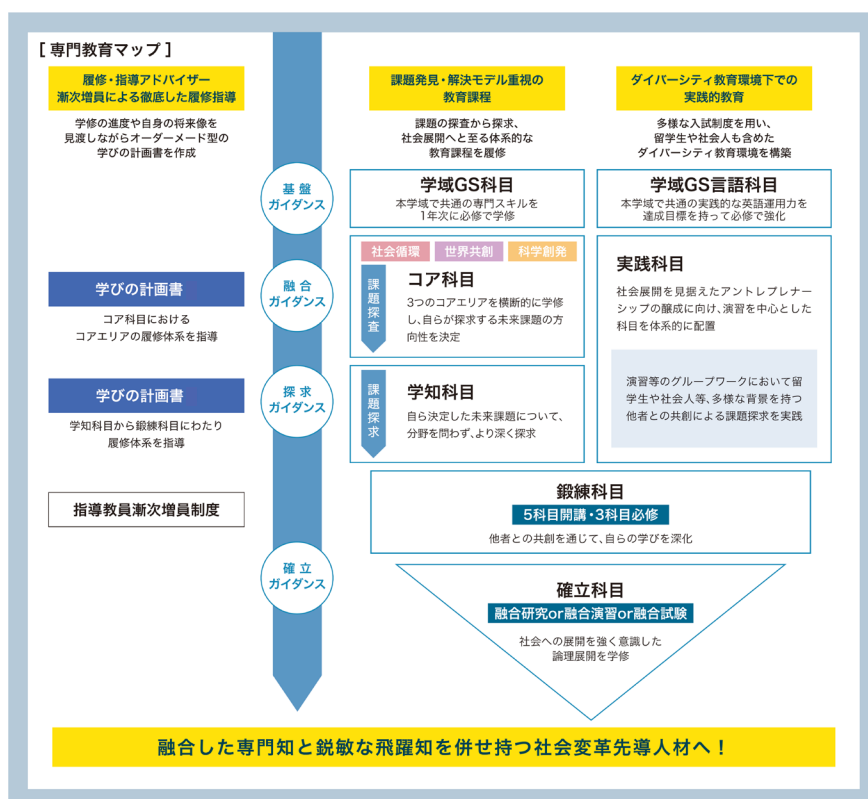 [ 専門教育マップ ]
履修・指導アドバイザー
漸次増員による徹底した履修指導
学修の進度や自身の将来像を
見渡しながらオーダーメード型の
学びの計画書を作成
課題発見・解決モデル重視の
教育課程
課題の探査から探求、
社会展開へと至る体系的な
教育課程を履修
ダイバーシティ教育環境下での
実践的教育
多様な入試制度を用い、
留学生や社会人も含めた
ダイバーシティ教育環境を構築
基盤
ガイダンス
学域GS科目
本学域で共通の専門スキルを
1年次に必修で学修
学域GS言語科目
本学域で共通の実践的な英語運用力を
達成目標を持って必修で強化
融合
ガイダンス
学びの計画書
コア科目における
コアエリアの履修体系を指導
社会循環
世界共創
科学創発
課題探査
コア科目
3つのコアエリアを横断的に学修
し、自らが探求する未来課題の方
向性を決定
実践科目
社会展開を見据えたアントレプレナー
シップの醸成に向け、演習を中心とした
科目を体系的に配置
演習等のグループワークにおいて留
学生や社会人等、多様な背景を持つ
他者との共創による課題探求を実践
探求
ガイダンス
学びの計画書
学知科目から鍛練科目にわたり
履修体系を指導
課題探求
学知科目
自ら決定した未来課題について、
分野を問わず、より深く探求
指導教員漸次増員制度
鍛練科目
5科目開講・3科目必修
他者との共創を通じて、自らの学びを深化
確立
ガイダンス
確立科目
融合研究or融合演習or融合試験
社会への展開を強く意識した
論理展開を学修
融合した専門知と鋭敏な飛躍知を併せ持つ社会変革先導人材へ！